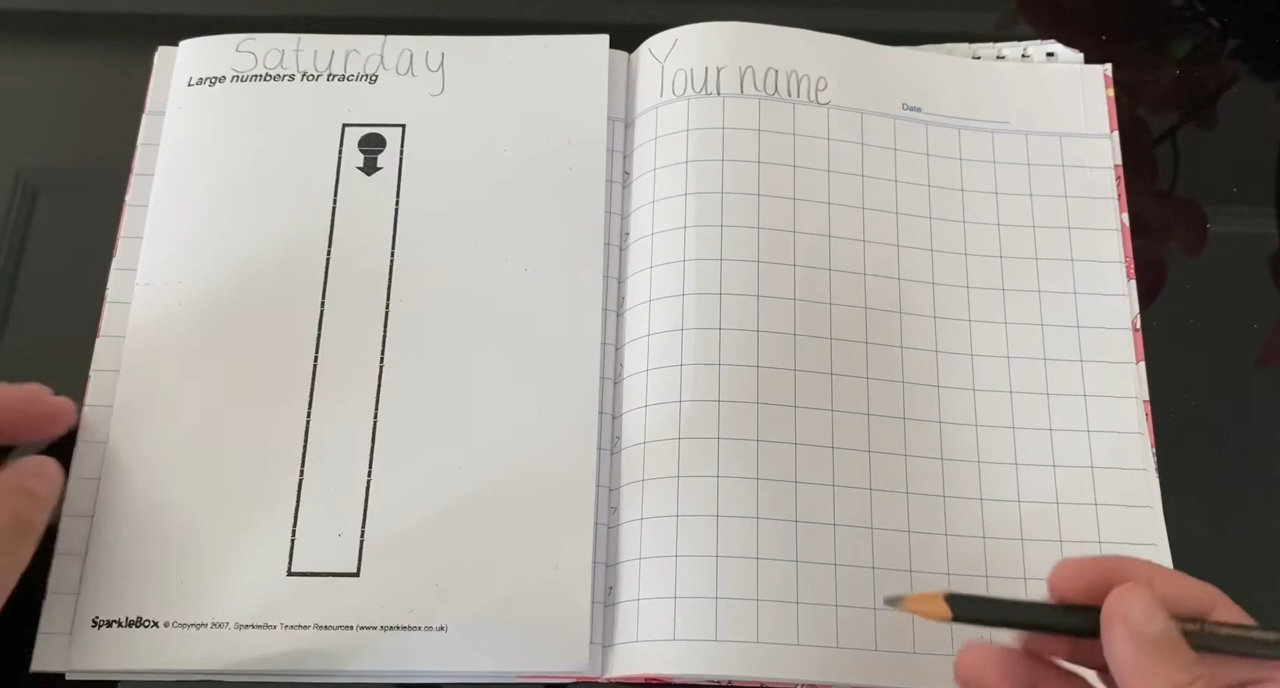 Saturday
Large numbers for tracing
SparkleBox © Copyright 2007, SparkleBox Teacher Resources (www.sparklebox.co.uk)
Your name
Date: